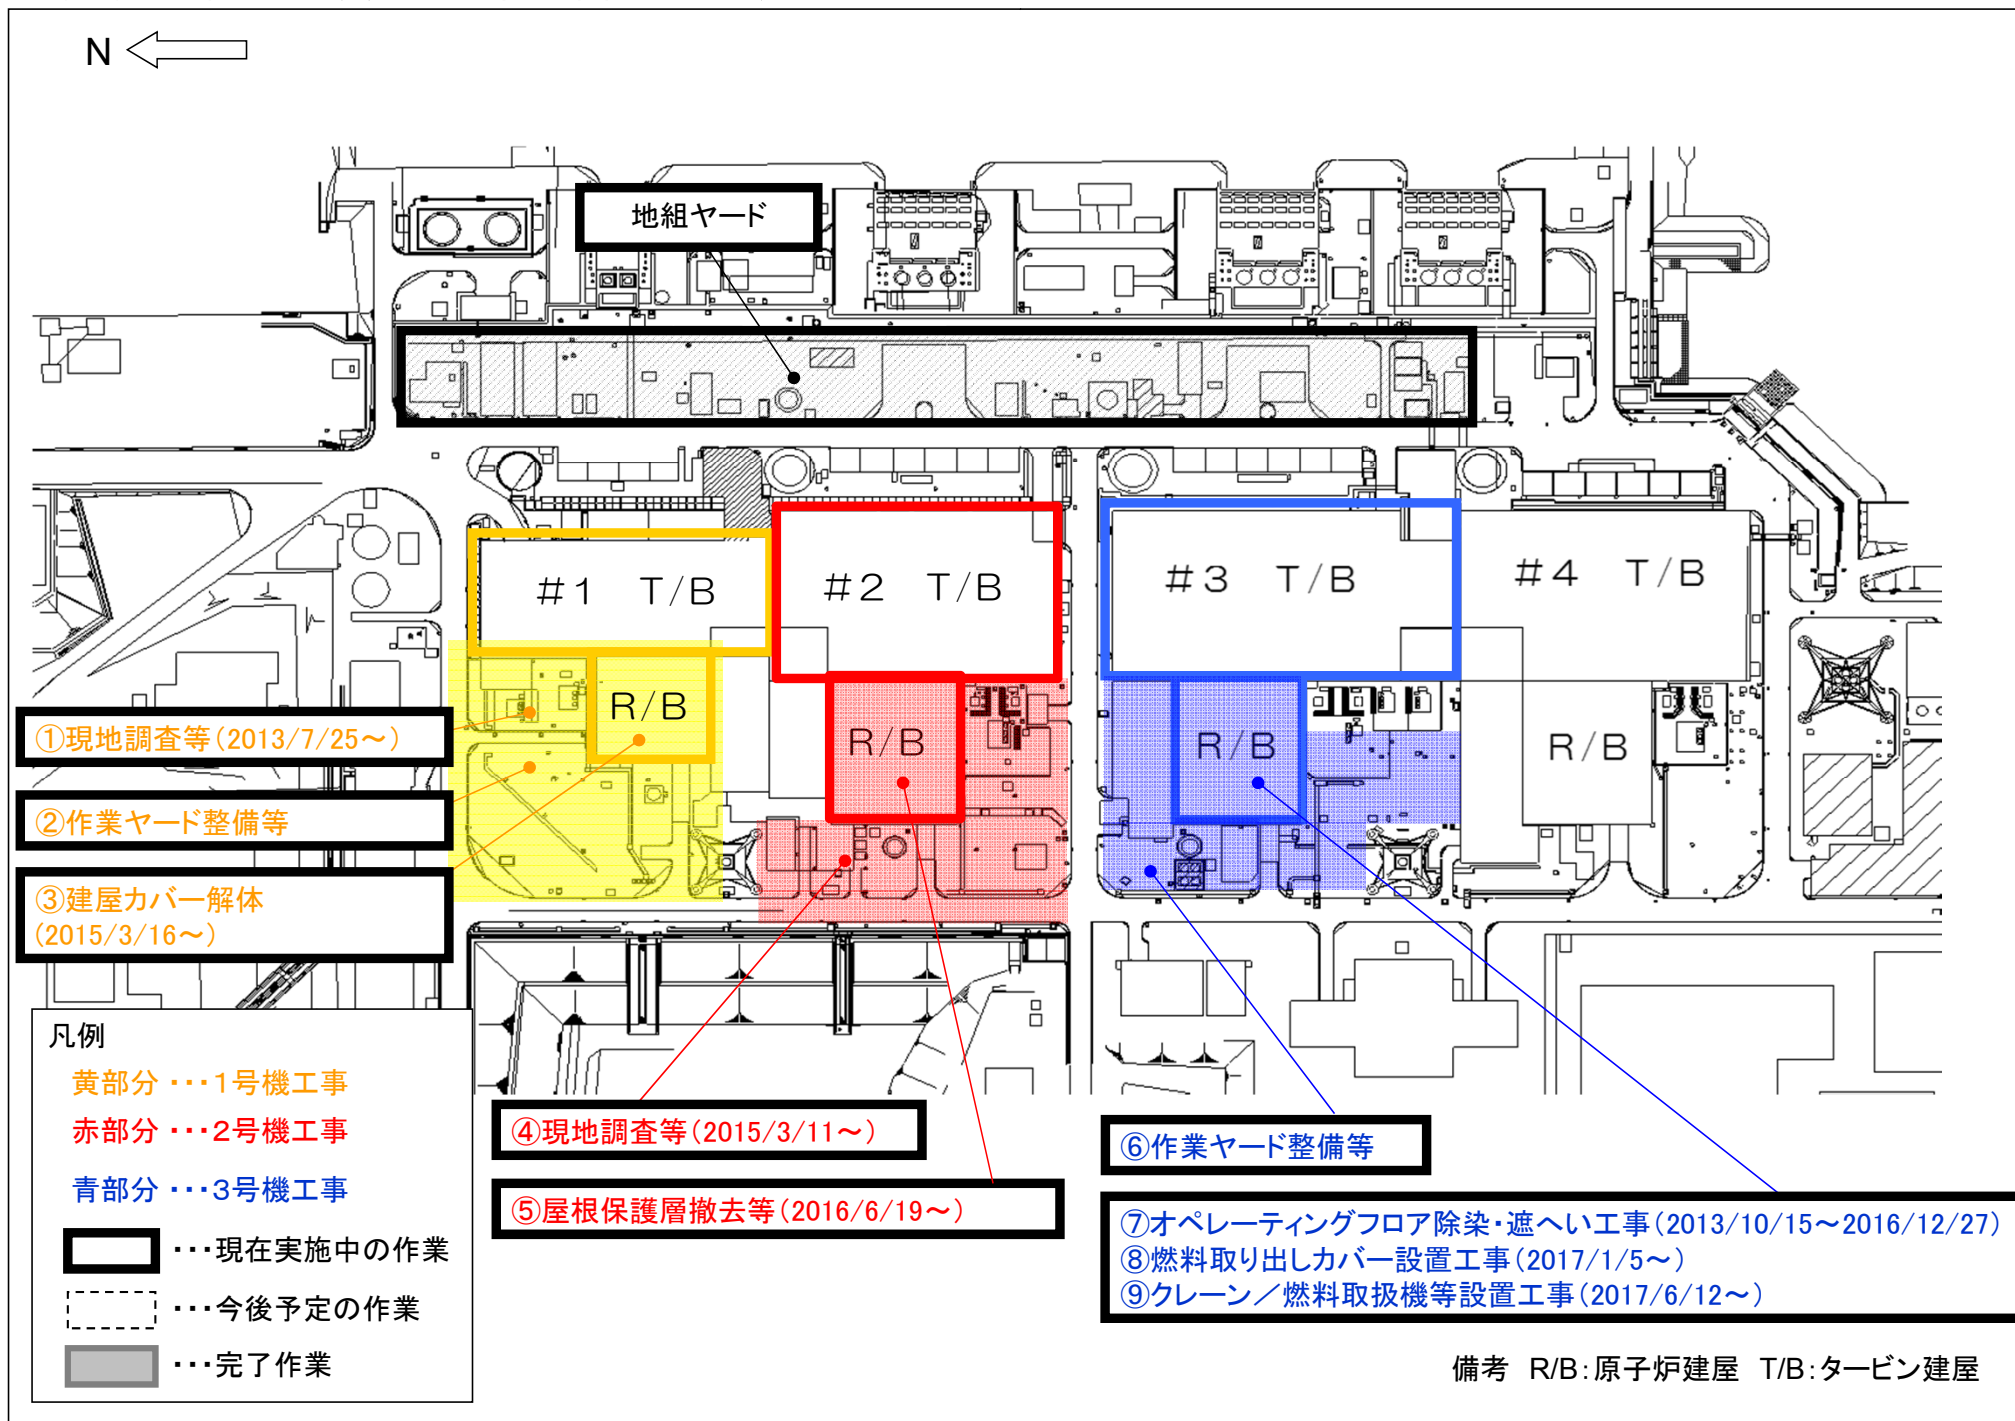 N
地組ヤード
#1 T/B
#2 T/B
#3 T/B
#4 T/B
R/B
R/B
R/B
R/B
①現地調査等(2013/7/25～)
②作業ヤード整備等
③建屋カバー解体
(2015/3/16～)
④現地調査等(2015/3/11～)
⑤屋根保護層撤去等(2016/6/19～)
⑥作業ヤード整備等
⑦オペレーティングフロア除染・遮へい工事(2013/10/15～2016/12/27)
⑧燃料取り出しカバー設置工事(2017/1/5～)
⑨クレーン／燃料取扱機等設置工事(2017/6/12～)
凡例
黄部分 ・・・1号機工事
赤部分 ・・・2号機工事
青部分 ・・・3号機工事
・・・現在実施中の作業
・・・今後予定の作業
・・・完了作業
備考 R/B：原子炉建屋 T/B：タービン建屋